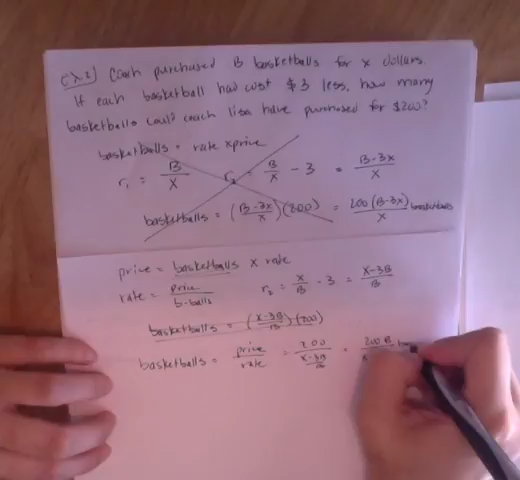 Ex 2) Coach purchased B basketballs for x dollars.
If each basketball had cost $3 less, how many
basketballs could coach lisa have purchased for $200?
basketballs = rate x price
r₁ = B/x r₂ = B/x - 3 = B-3x/x
basketballs = (B-3x/x)(200) = 200(B-3x)/x basketballs
price = basketballs x rate
rate = price/b-balls r₂ = x/B - 3 = x-3B/B
basketballs = (x-3B/B)(200)
basketballs = price/rate = 200/(x-3B/B) = 200B